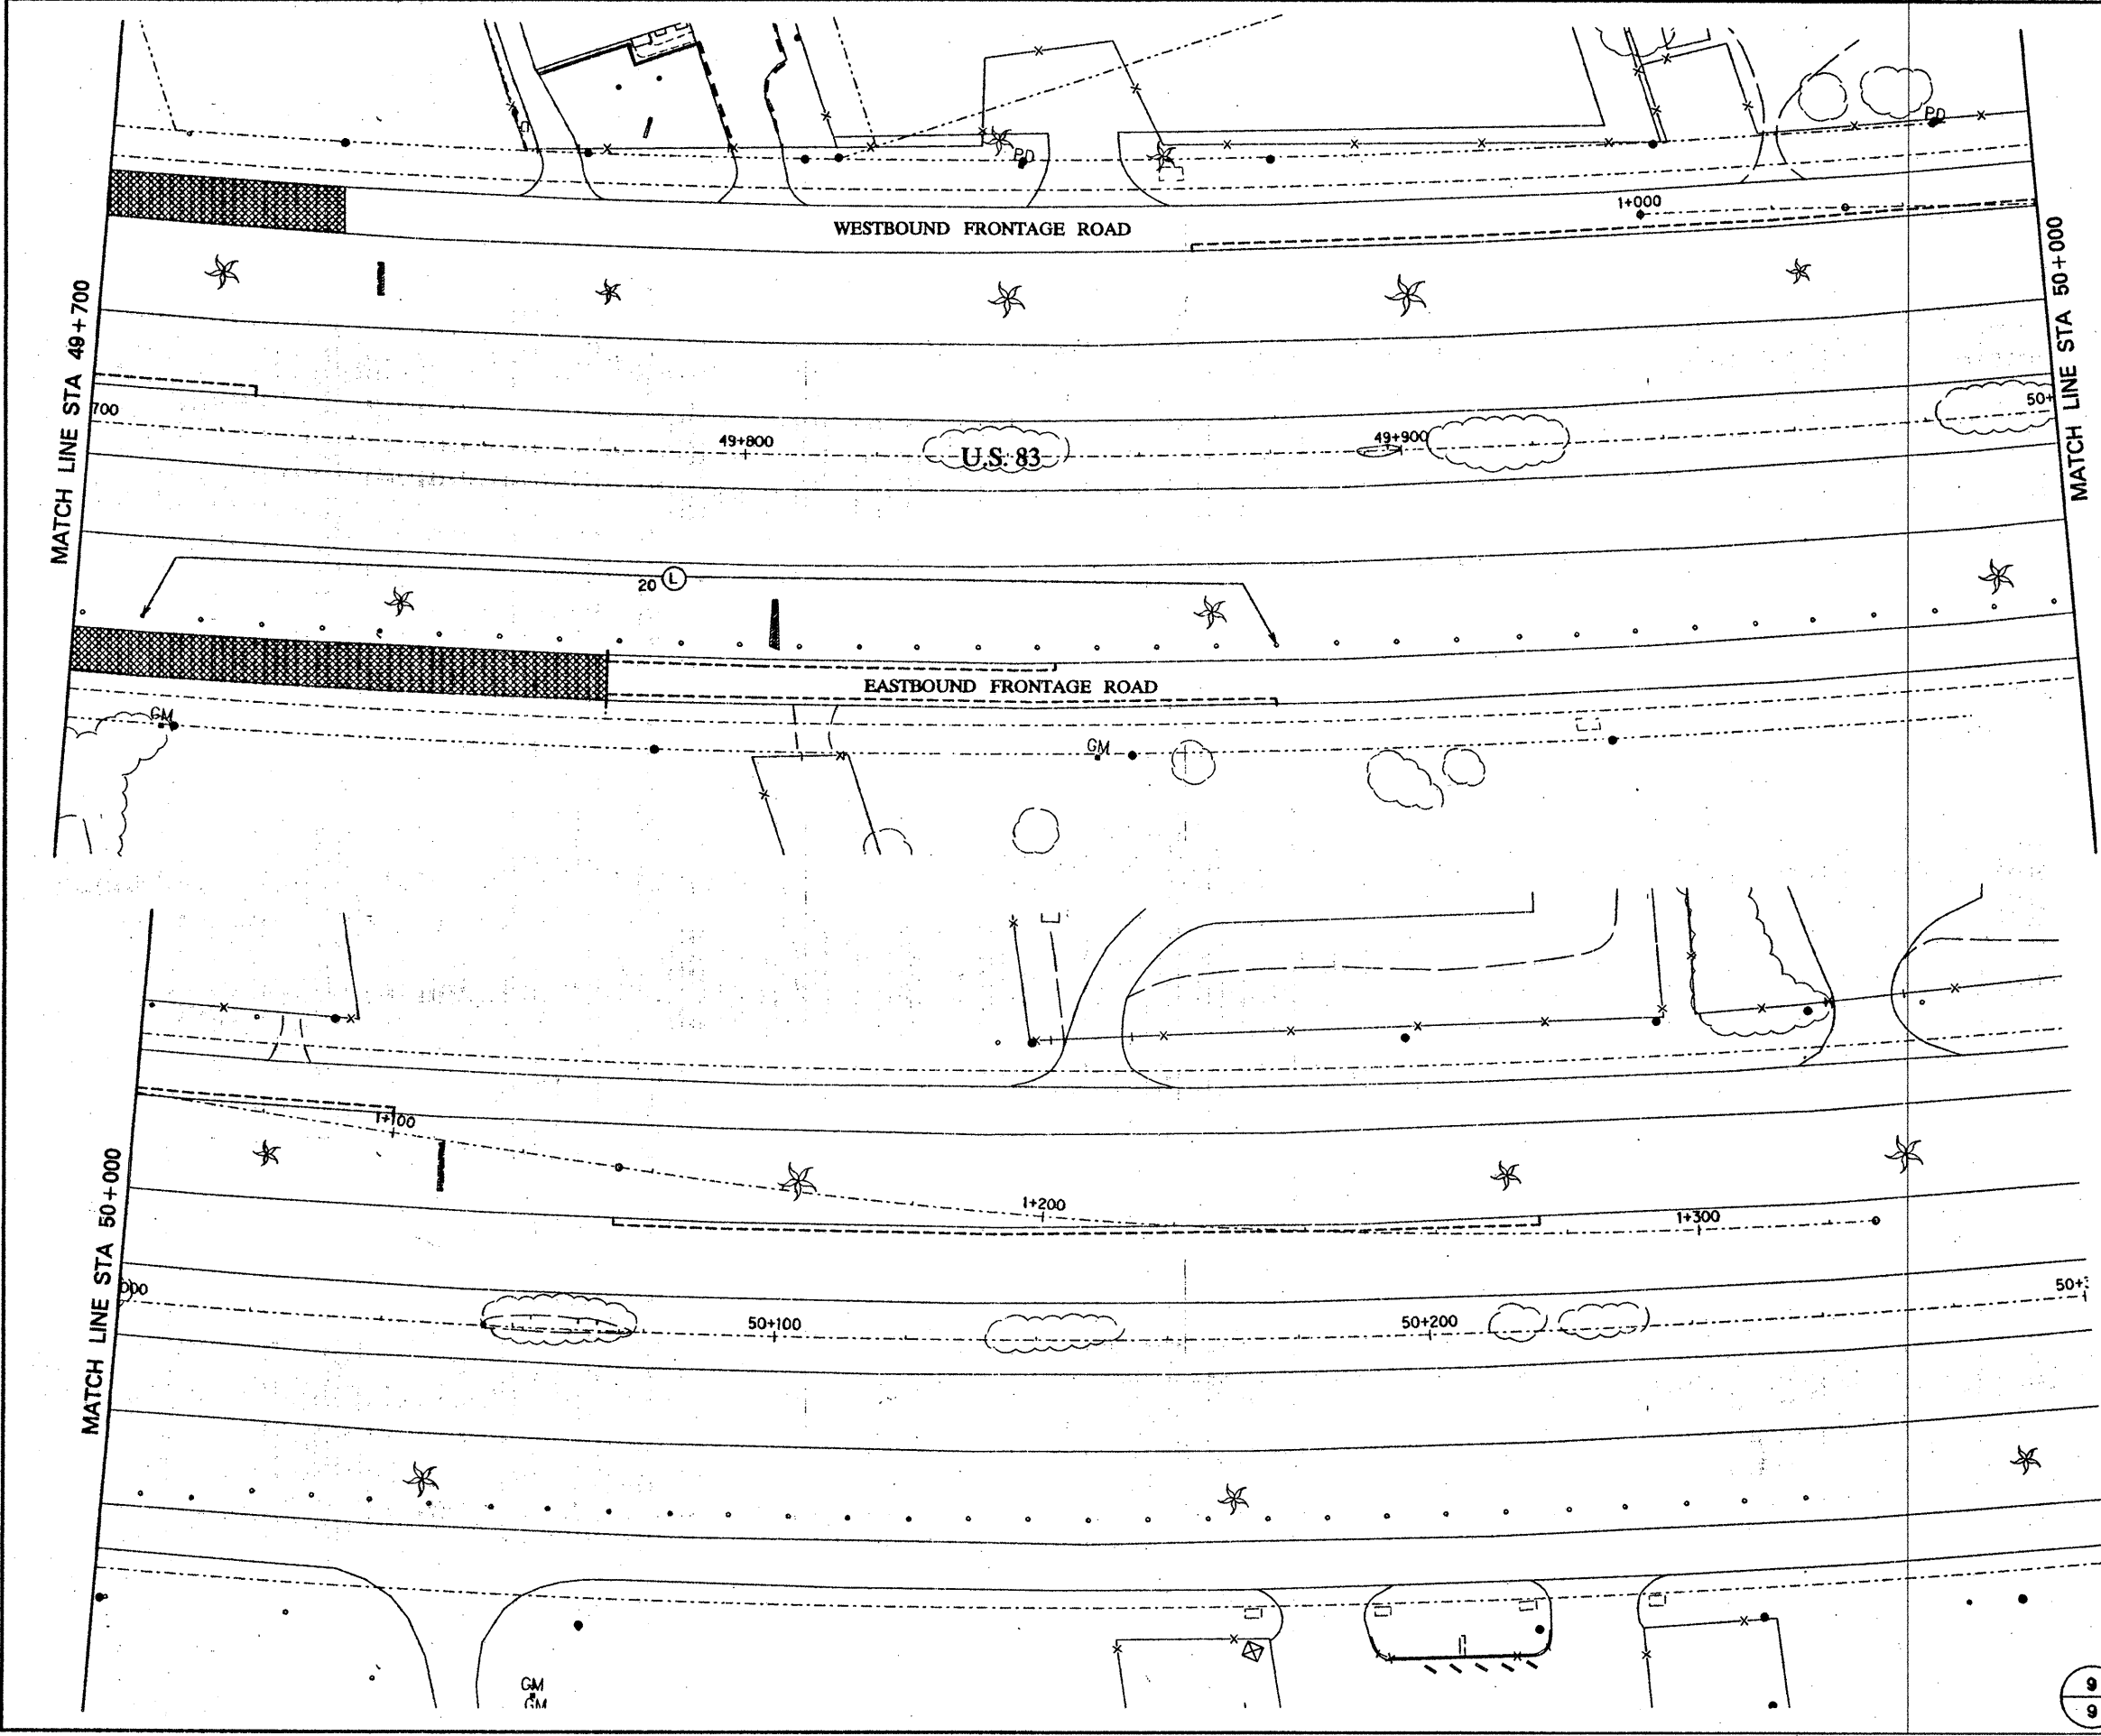 PD
PD
1+000
WESTBOUND FRONTAGE ROAD
MATCH LINE STA 49+700
MATCH LINE STA 50+000
700
50+
49+800
49+900
U.S. 83
20 L
EASTBOUND FRONTAGE ROAD
GM
GM
1+100
MATCH LINE STA 50+000
1+200
1+300
000
50+
50+100
50+200
GM
GM
9
9